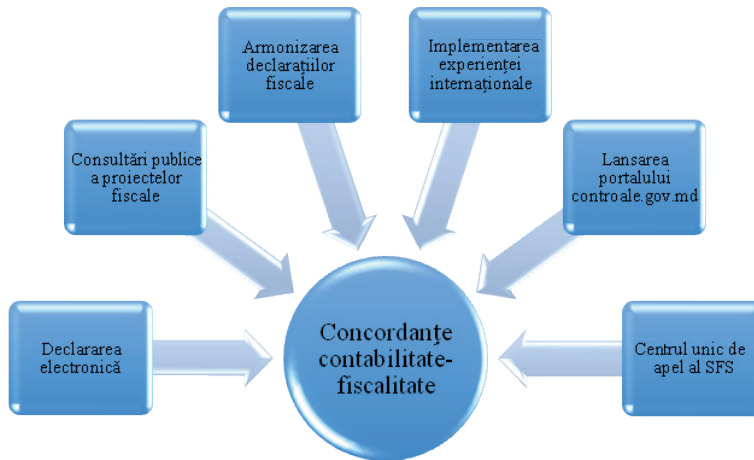 Armonizarea
declarațiilor
fiscale
Implementarea
experienței
internaționale
Consultări publice
a proiectelor
fiscale
Lansarea
portalului
controale.gov.md
Declararea
electronică
Concordanțe
contabilitate-
fiscalitate
Centrul unic de
apel al SFS